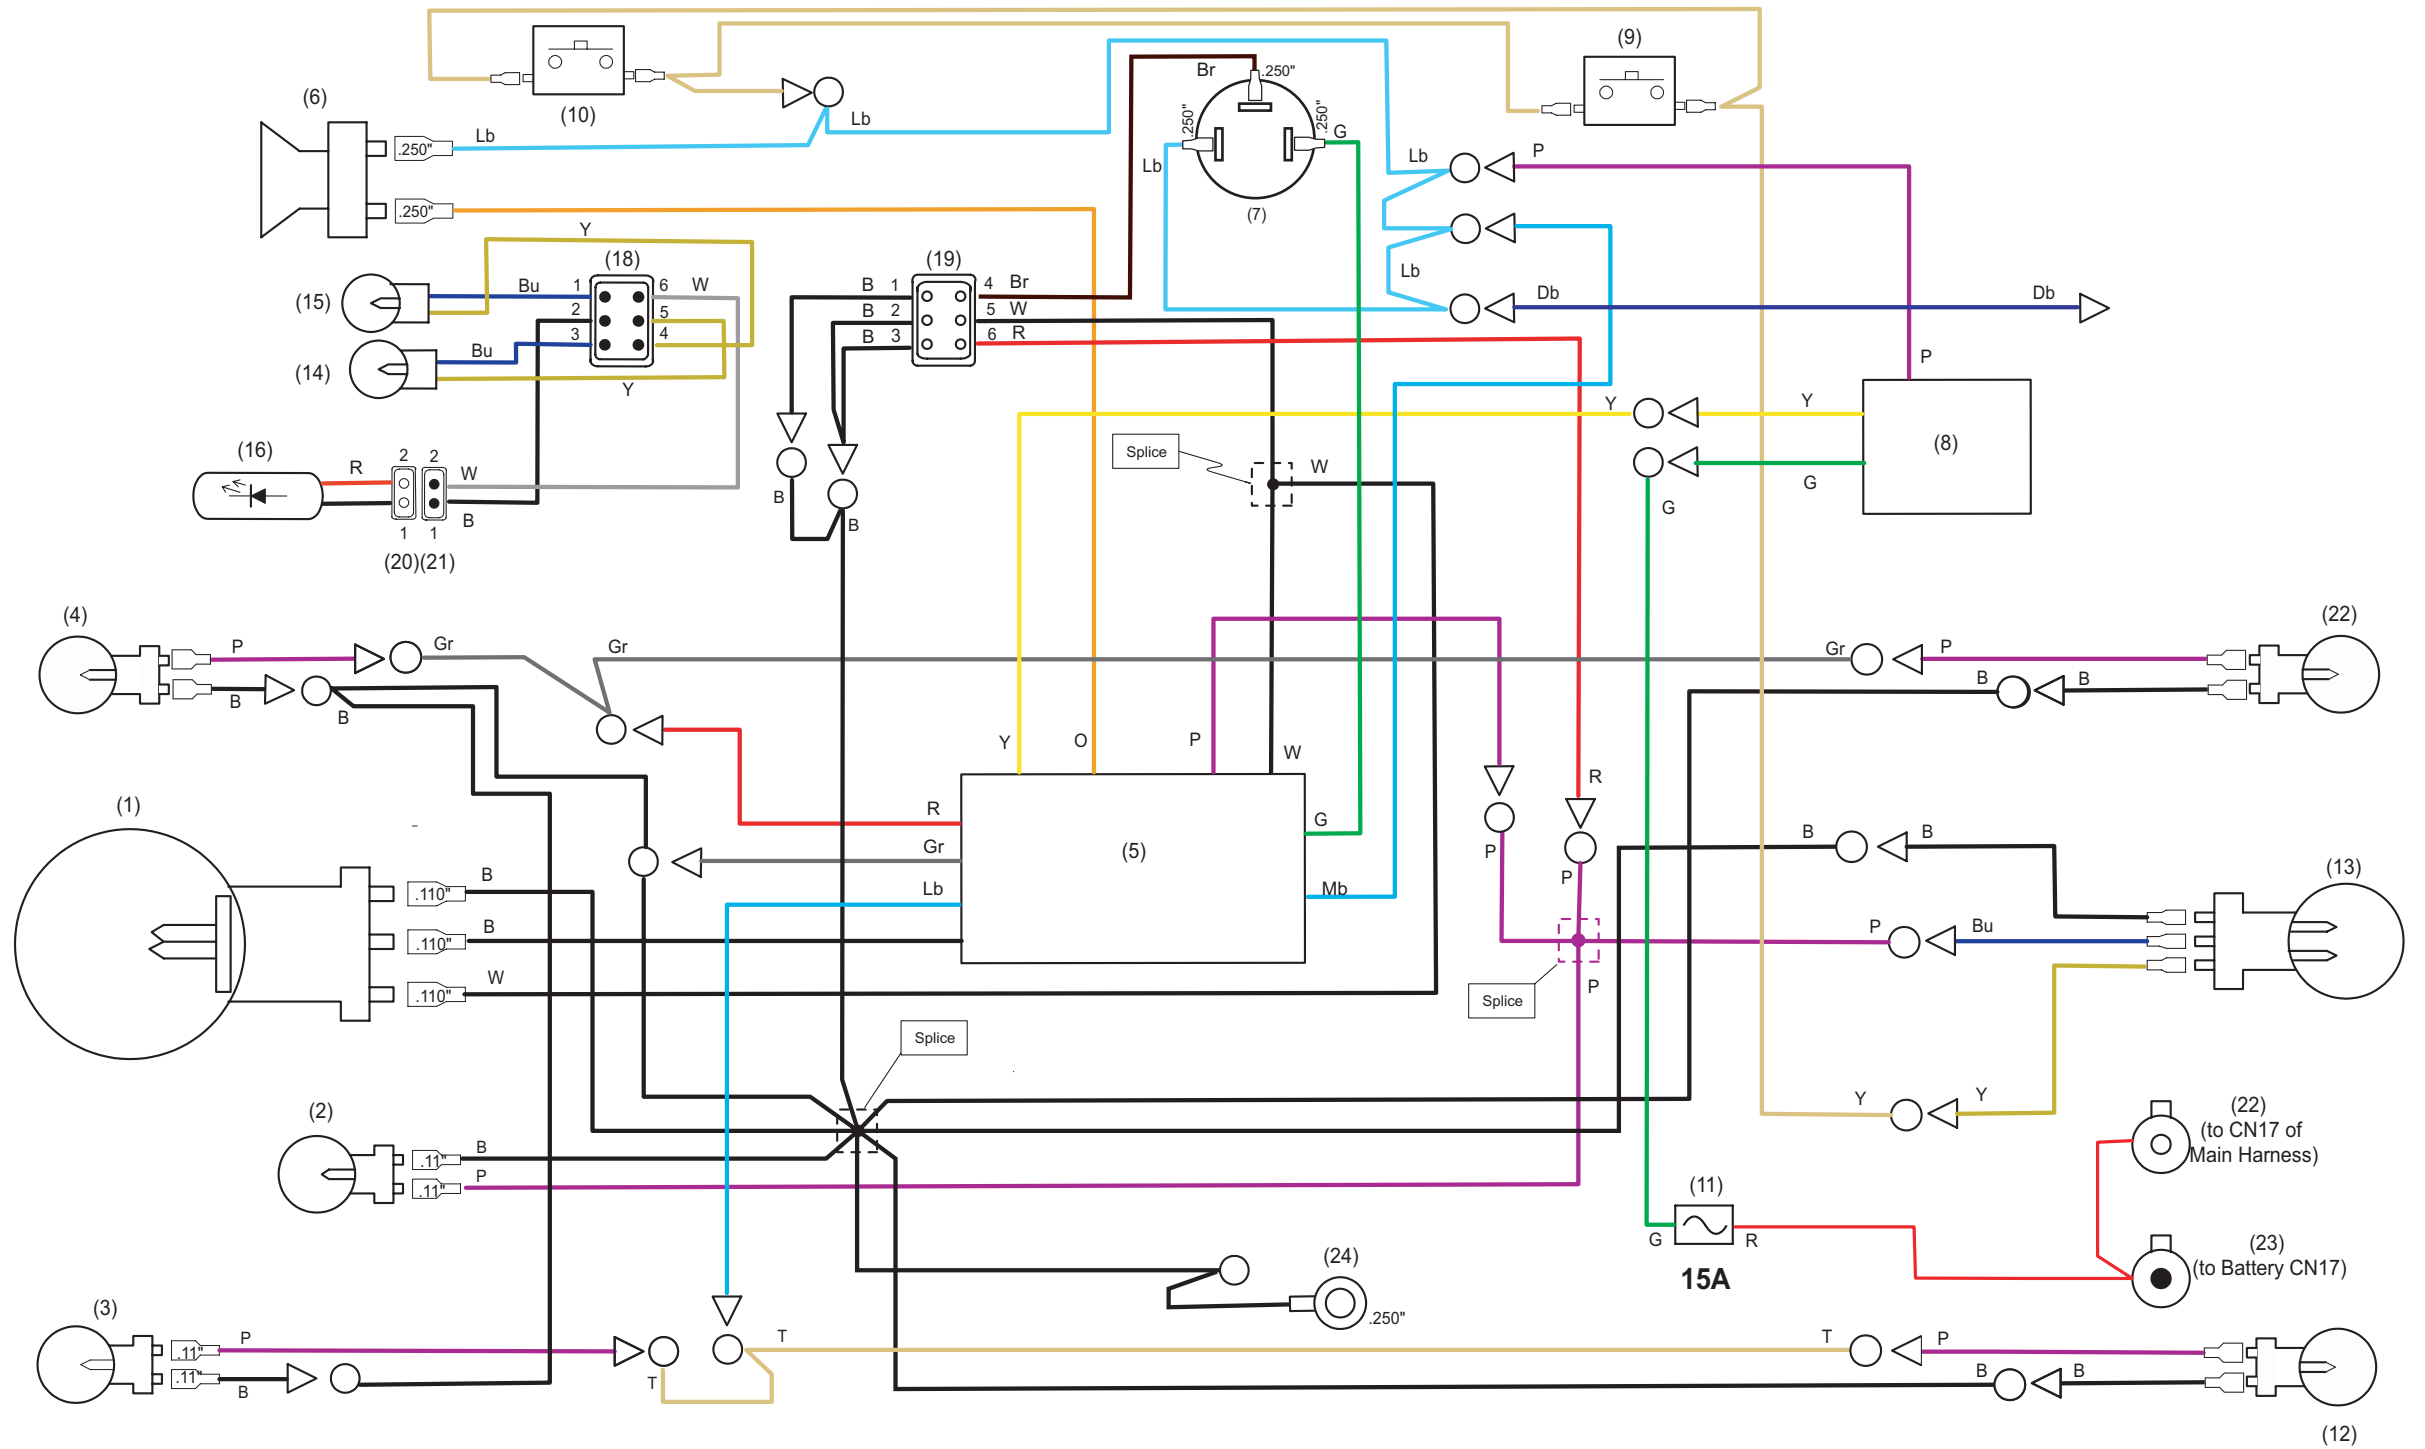 (9)
(10)
(6)
Br
.250"
.250"
.250"
G
Lb
Lb
.250"
Lb
Lb
P
.250"
(7)
Y
(18)
(19)
(15)
Bu
1
6
W
2
5
3
4
B
1
4
Br
B
2
5
W
B
3
6
R
Lb
Db
Db
Bu
(14)
Y
P
Y
Y
(16)
R
2
2
W
B
1
1
(20)
(21)
Splice
W
B
B
G
G
(8)
(4)
P
Gr
Gr
Gr
P
(22)
B
B
B
B
Y
O
P
W
R
(1)
R
Gr
(5)
G
Lb
Mb
.110"
B
.110"
B
.110"
W
P
P
B
B
(13)
P
Bu
P
Splice
Splice
(2)
.11"
B
.11"
P
Y
Y
(22)
(to CN17 of
Main Harness)
(11)
G
R
15A
(23)
(to Battery CN17)
(24)
.250"
(3)
.11"
P
.11"
B
T
T
T
P
B
B
(12)